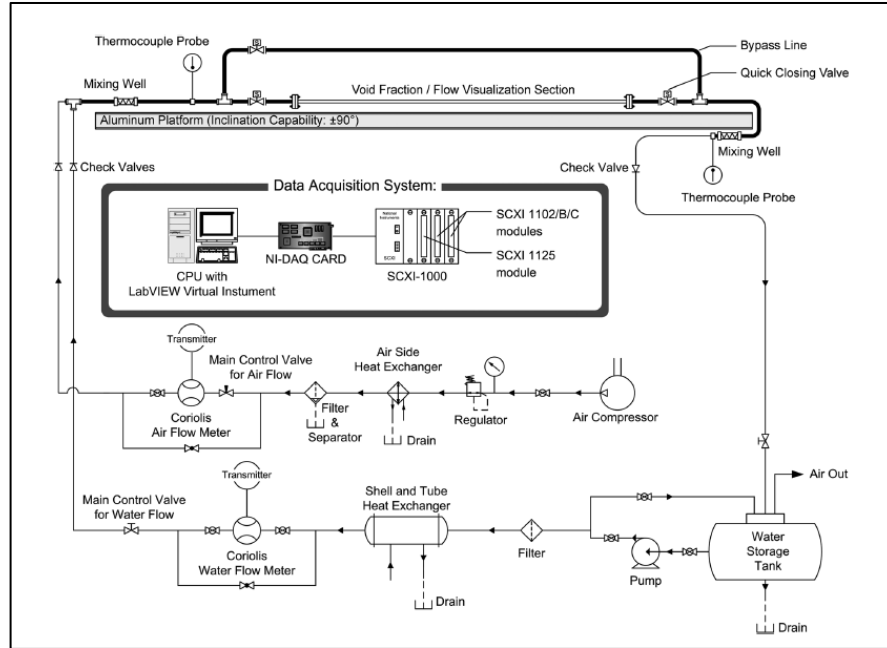 Thermocouple Probe
Bypass Line
Mixing Well
Void Fraction / Flow Visualization Section
Quick Closing Valve
S
S
S
Aluminum Platform (Inclination Capability: ±90°)
Mixing Well
Check Valves
Check Valve
Thermocouple Probe
Data Acquisition System:
National
Instruments
SCXI
SCXI 1102/B/C
modules
SCXI 1125
module
NI-DAQ CARD
SCXI-1000
CPU with
LabVIEW Virtual Instument
Transmitter
Main Control Valve
for Air Flow
Air Side
Heat Exchanger
Coriolis
Air Flow Meter
Filter
&
Separator
Drain
Regulator
Air Compressor
Transmitter
Main Control Valve
for Water Flow
Shell and Tube
Heat Exchanger
Air Out
Coriolis
Water Flow Meter
Filter
Pump
Water
Storage
Tank
Drain
Drain